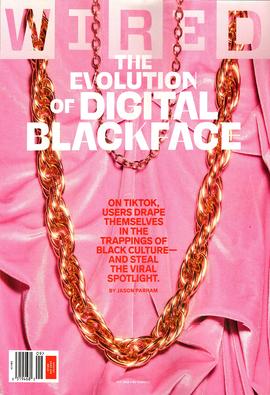 WIRED
THE
EVOLUTION
OF DIGITAL
BLACKFACE
ON TIKTOK,
USERS DRAPE
THEMSELVES
IN THE
TRAPPINGS OF
BLACK CULTURE—
AND STEAL
THE VIRAL
SPOTLIGHT.
BY JASON PARHAM